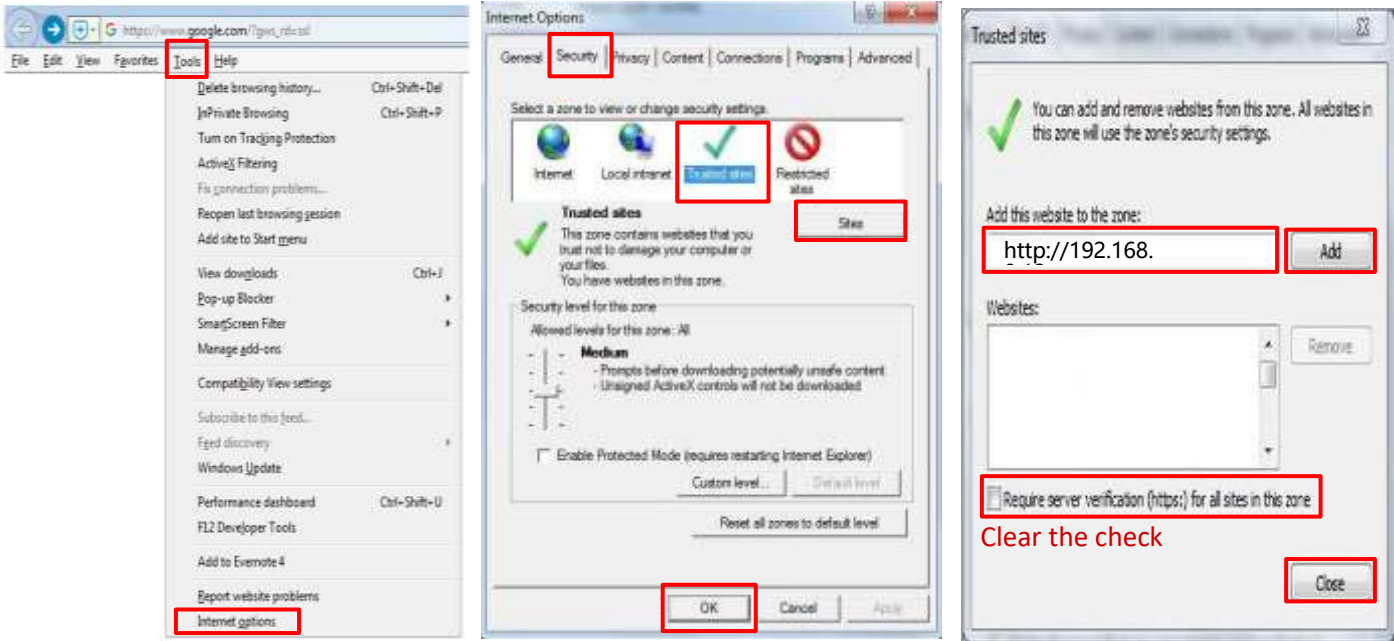 G https://www.google.com/?gws_rd=ssl
File Edit View Favorites Tools Help
Delete browsing history... Ctrl+Shift+Del
InPrivate Browsing Ctrl+Shift+P
Turn on Tracking Protection
ActiveX Filtering
Fix connection problems...
Reopen last browsing session
Add site to Start menu
View downloads Ctrl+J
Pop-up Blocker
SmartScreen Filter
Manage add-ons
Compatibility View settings
Subscribe to this feed...
Feed discovery
Windows Update
Performance dashboard Ctrl+Shift+U
F12 Developer Tools
Add to Evernote 4
Report website problems
Internet options
Internet Options
General Security Privacy Content Connections Programs Advanced
Select a zone to view or change security settings.
Internet Local intranet Trusted sites Restricted
sites
Trusted sites
Sites
This zone contains websites that you
trust not to damage your computer or
your files.
You have websites in this zone.
Security level for this zone
Allowed levels for this zone: All
Medium
- Prompts before downloading potentially unsafe content
- Unsigned ActiveX controls will not be downloaded
Enable Protected Mode (requires restarting Internet Explorer)
Custom level... Default level
Reset all zones to default level
OK Cancel Apply
Trusted sites
You can add and remove websites from this zone. All websites in
this zone will use the zone's security settings.
Add this website to the zone:
http://192.168.
Add
Websites:
Remove
Require server verification (https:) for all sites in this zone
Clear the check
Close